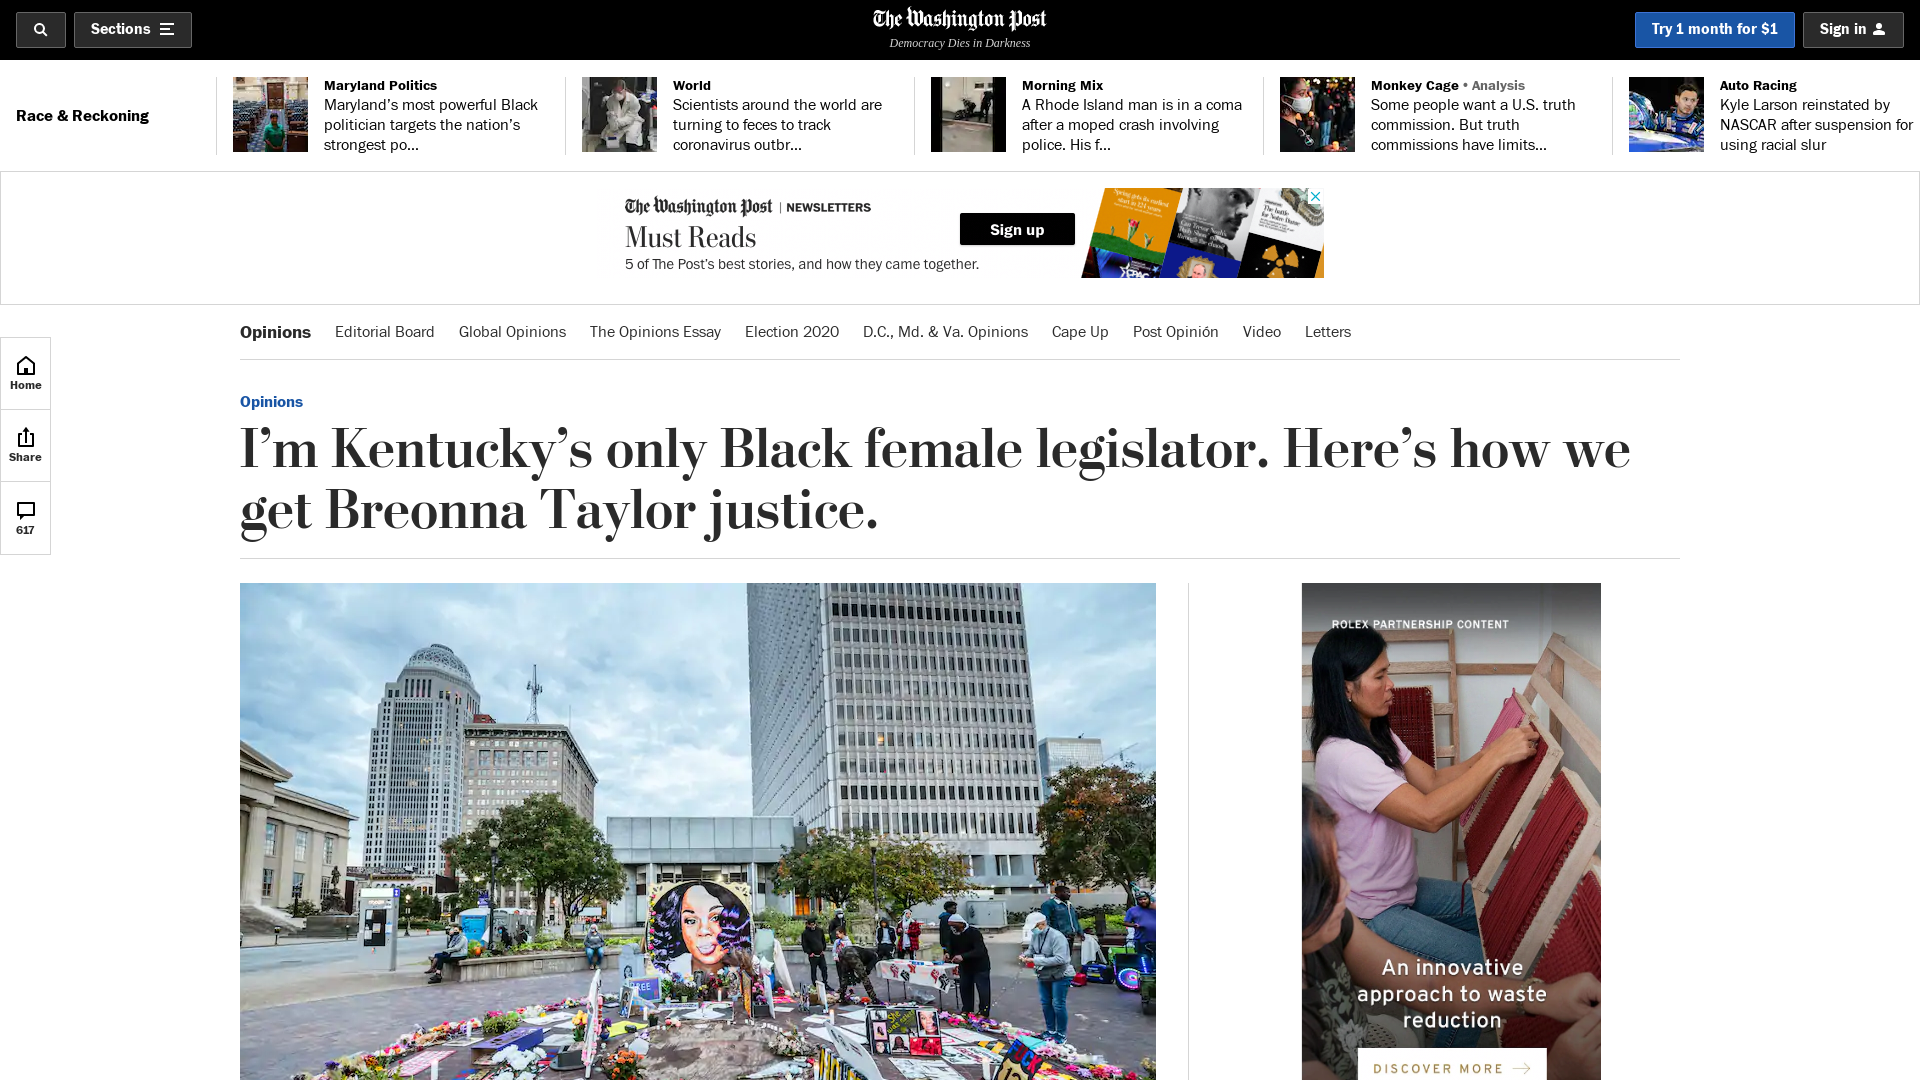 Sections
The Washington Post
Democracy Dies in Darkness
Try 1 month for $1
Sign in
Race & Reckoning
Maryland Politics
Maryland’s most powerful Black
politician targets the nation’s
strongest po...
World
Scientists around the world are
turning to feces to track
coronavirus outbr...
Morning Mix
A Rhode Island man is in a coma
after a moped crash involving
police. His f...
Monkey Cage • Analysis
Some people want a U.S. truth
commission. But truth
commissions have limits...
Auto Racing
Kyle Larson reinstated by
NASCAR after suspension for
using racial slur
The Washington Post | NEWSLETTERS
Must Reads
5 of The Post’s best stories, and how they came together.
Sign up
Opinions Editorial Board Global Opinions The Opinions Essay Election 2020 D.C., Md. & Va. Opinions Cape Up Post Opinión Video Letters
Home
Share
617
Opinions
I’m Kentucky’s only Black female legislator. Here’s how we
get Breonna Taylor justice.
ROLEX PARTNERSHIP CONTENT
An innovative
approach to waste
reduction
DISCOVER MORE